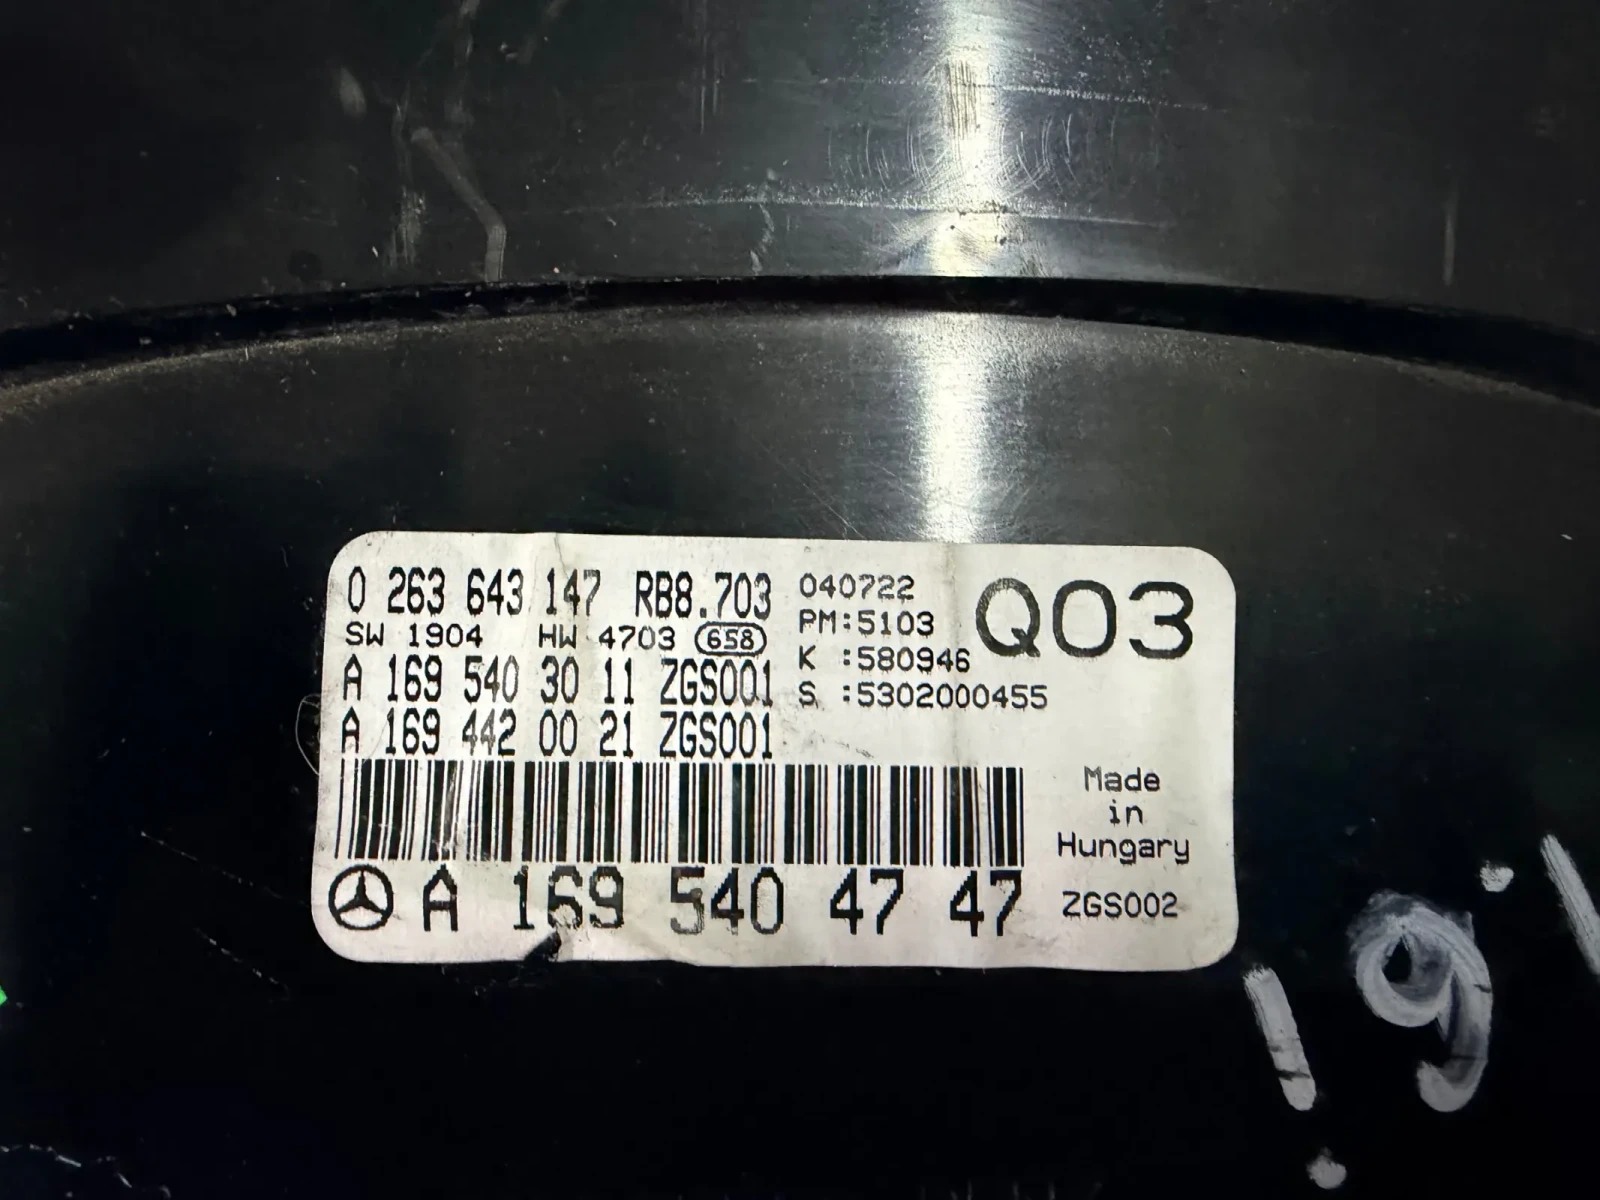 0 263 643 147 RB8.703
SW 1904 HW 4703 658
A 169 540 30 11 ZGS001
A 169 442 00 21 ZGS001
040722
PM:5103
K :580946
S :5302000455
Q03
Made
in
Hungary
A 169 540 47 47
ZGS002